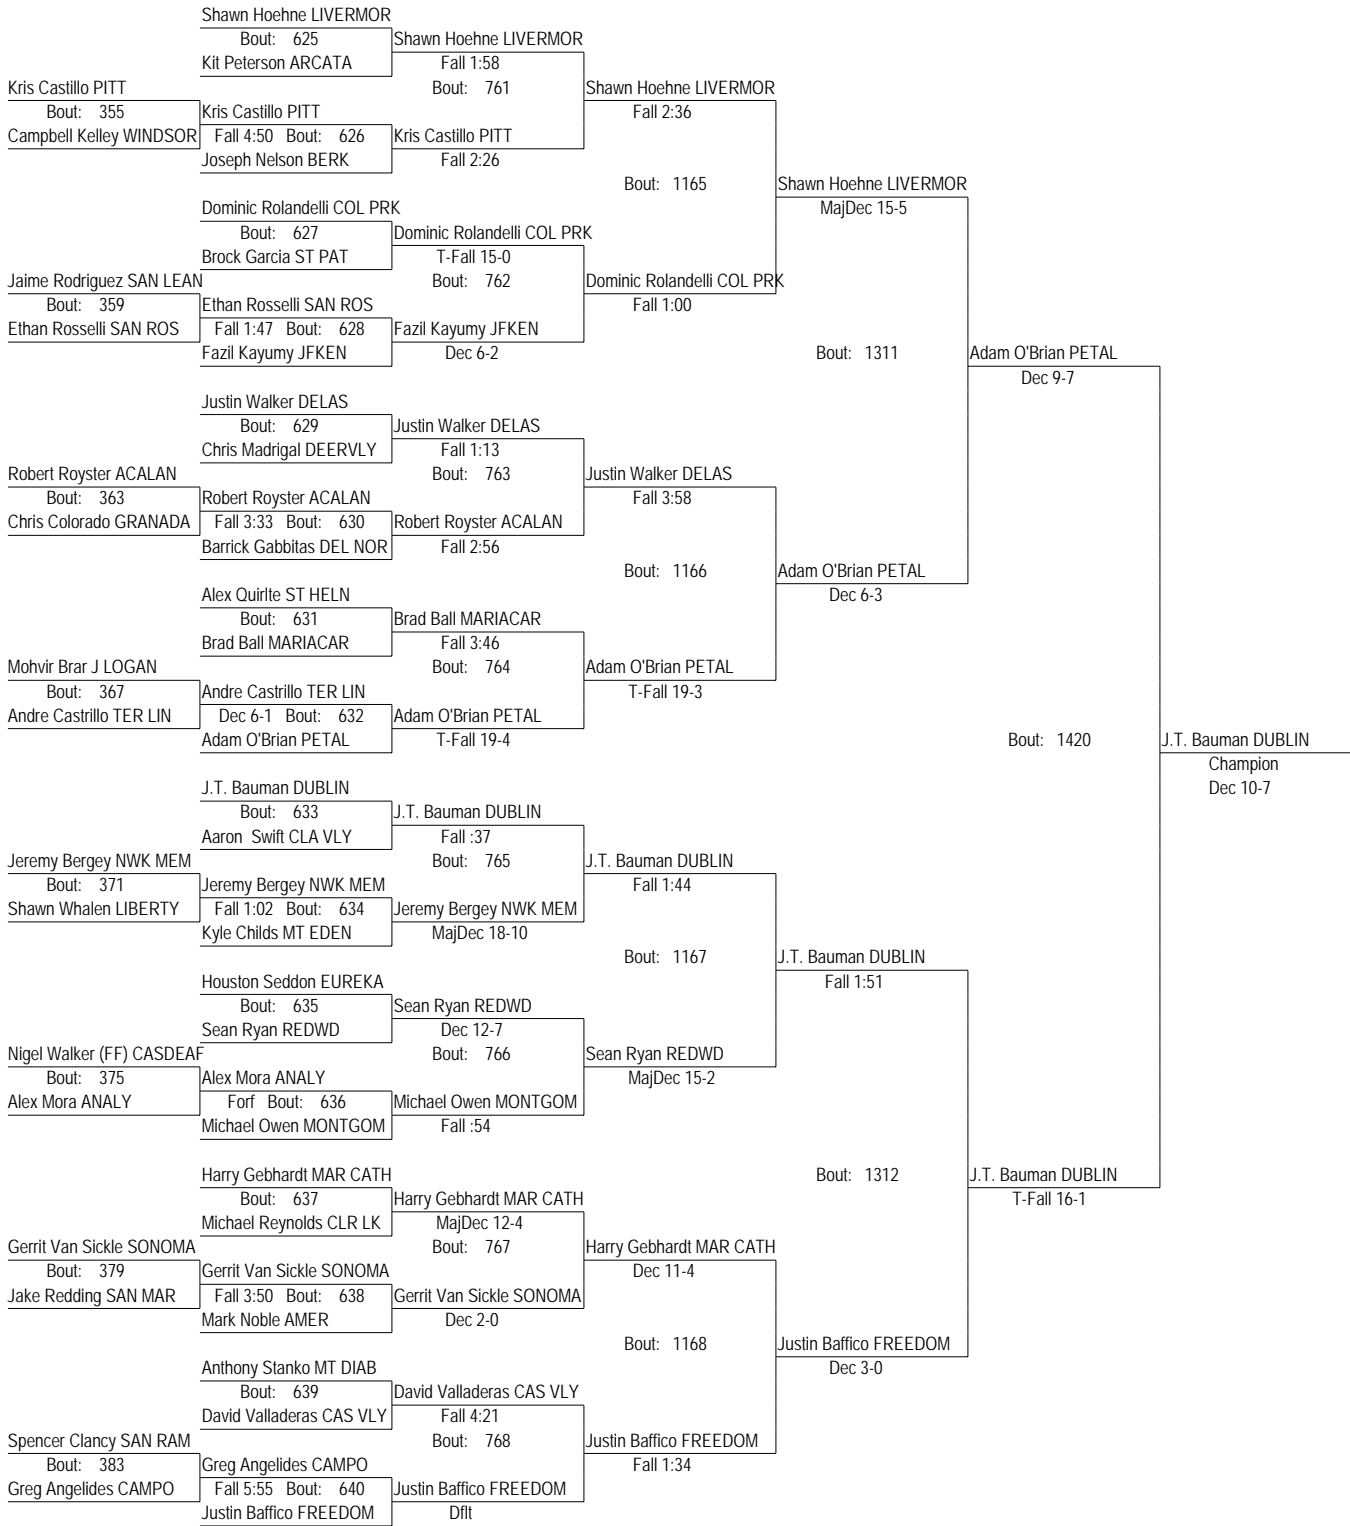 Shawn Hoehne LIVERMOR
Bout: 625
Shawn Hoehne LIVERMOR
Kit Peterson ARCATA
Fall 1:58
Kris Castillo PITT
Bout: 761
Shawn Hoehne LIVERMOR
Bout: 355
Kris Castillo PITT
Fall 2:36
Campbell Kelley WINDSOR
Fall 4:50 Bout: 626
Kris Castillo PITT
Joseph Nelson BERK
Fall 2:26
Bout: 1165
Shawn Hoehne LIVERMOR
MajDec 15-5
Dominic Rolandelli COL PRK
Bout: 627
Dominic Rolandelli COL PRK
Brock Garcia ST PAT
T-Fall 15-0
Jaime Rodriguez SAN LEAN
Bout: 762
Dominic Rolandelli COL PRK
Bout: 359
Ethan Rosselli SAN ROS
Fall 1:00
Ethan Rosselli SAN ROS
Fall 1:47 Bout: 628
Fazil Kayumy JFKEN
Fazil Kayumy JFKEN
Dec 6-2
Bout: 1311
Adam O'Brian PETAL
Dec 9-7
Justin Walker DELAS
Bout: 629
Justin Walker DELAS
Chris Madrigal DEERVLY
Fall 1:13
Robert Royster ACALAN
Bout: 763
Justin Walker DELAS
Bout: 363
Robert Royster ACALAN
Fall 3:58
Chris Colorado GRANADA
Fall 3:33 Bout: 630
Robert Royster ACALAN
Barrick Gabbitas DEL NOR
Fall 2:56
Bout: 1166
Adam O'Brian PETAL
Dec 6-3
Alex Quirlte ST HELN
Bout: 631
Brad Ball MARIACAR
Brad Ball MARIACAR
Fall 3:46
Mohvir Brar J LOGAN
Bout: 764
Adam O'Brian PETAL
Bout: 367
Andre Castrillo TER LIN
T-Fall 19-3
Andre Castrillo TER LIN
Dec 6-1 Bout: 632
Adam O'Brian PETAL
Adam O'Brian PETAL
T-Fall 19-4
Bout: 1420
J.T. Bauman DUBLIN
Champion
Dec 10-7
J.T. Bauman DUBLIN
Bout: 633
J.T. Bauman DUBLIN
Aaron Swift CLA VLY
Fall :37
Jeremy Bergey NWK MEM
Bout: 765
J.T. Bauman DUBLIN
Bout: 371
Jeremy Bergey NWK MEM
Fall 1:44
Shawn Whalen LIBERTY
Fall 1:02 Bout: 634
Jeremy Bergey NWK MEM
Kyle Childs MT EDEN
MajDec 18-10
Bout: 1167
J.T. Bauman DUBLIN
Fall 1:51
Houston Seddon EUREKA
Bout: 635
Sean Ryan REDWD
Sean Ryan REDWD
Dec 12-7
Nigel Walker (FF) CASDEAF
Bout: 766
Sean Ryan REDWD
Bout: 375
Alex Mora ANALY
MajDec 15-2
Alex Mora ANALY
Forf Bout: 636
Michael Owen MONTGOM
Michael Owen MONTGOM
Fall :54
Bout: 1312
J.T. Bauman DUBLIN
T-Fall 16-1
Harry Gebhardt MAR CATH
Bout: 637
Harry Gebhardt MAR CATH
Michael Reynolds CLR LK
MajDec 12-4
Gerrit Van Sickle SONOMA
Bout: 767
Harry Gebhardt MAR CATH
Bout: 379
Gerrit Van Sickle SONOMA
Dec 11-4
Jake Redding SAN MAR
Fall 3:50 Bout: 638
Gerrit Van Sickle SONOMA
Mark Noble AMER
Dec 2-0
Bout: 1168
Justin Baffico FREEDOM
Dec 3-0
Anthony Stanko MT DIAB
Bout: 639
David Valladeras CAS VLY
David Valladeras CAS VLY
Fall 4:21
Spencer Clancy SAN RAM
Bout: 768
Justin Baffico FREEDOM
Bout: 383
Greg Angelides CAMPO
Fall 1:34
Greg Angelides CAMPO
Fall 5:55 Bout: 640
Justin Baffico FREEDOM
Justin Baffico FREEDOM
Dflt